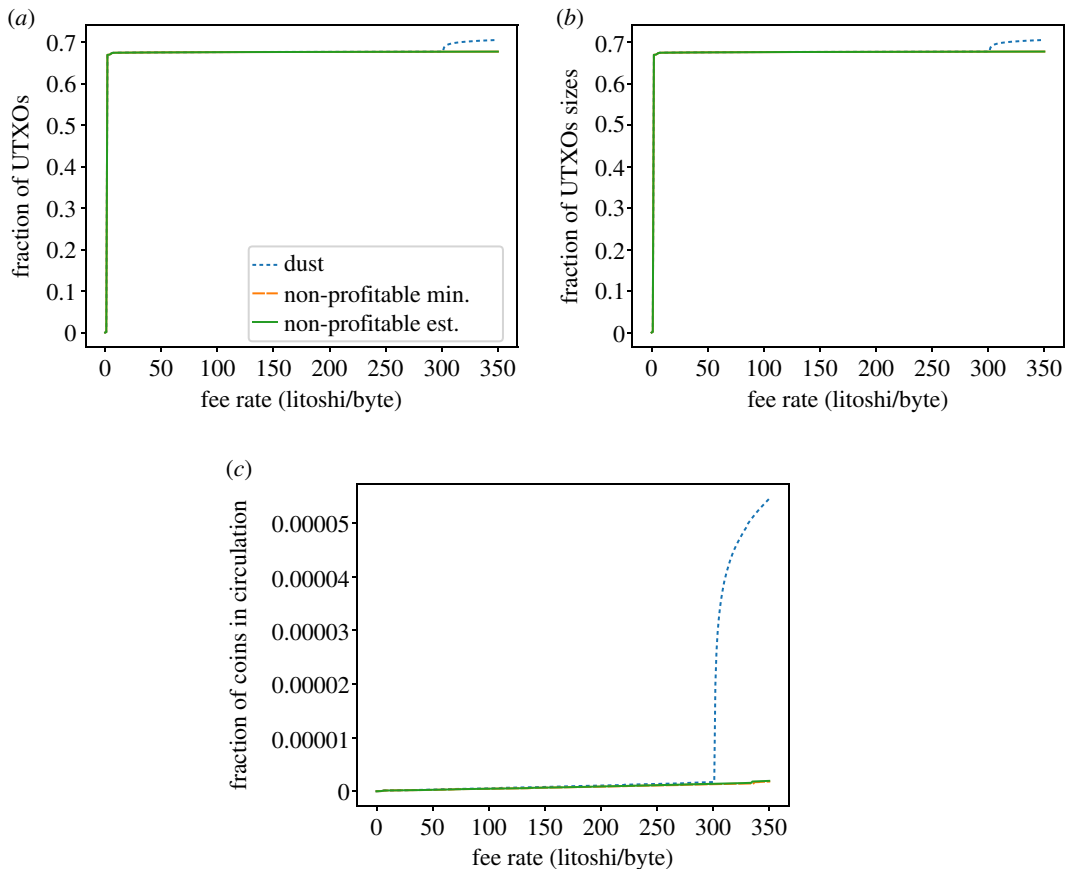 (a)
fraction of UTXOs
0.7
0.6
0.5
0.4
0.3
0.2
0.1
0
dust
non-profitable min.
non-profitable est.
0 50 100 150 200 250 300 350
fee rate (litoshi/byte)
(b)
fraction of UTXOs sizes
0.7
0.6
0.5
0.4
0.3
0.2
0.1
0
0 50 100 150 200 250 300 350
fee rate (litoshi/byte)
(c)
fraction of coins in circulation
0.00005
0.00004
0.00003
0.00002
0.00001
0
0 50 100 150 200 250 300 350
fee rate (litoshi/byte)